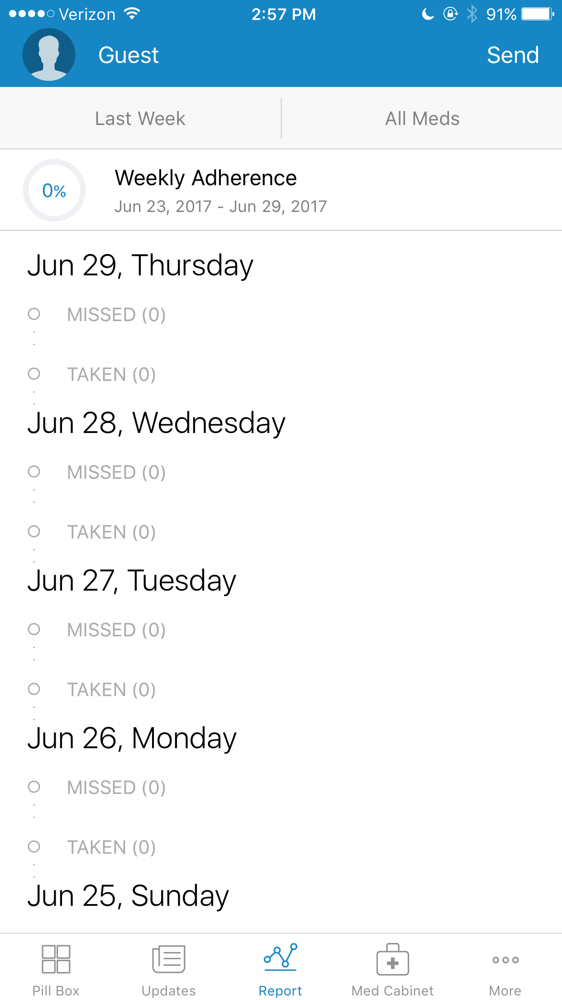 Verizon 2:57 PM 91%
Guest Send
Last Week All Meds
0% Weekly Adherence
Jun 23, 2017 - Jun 29, 2017
Jun 29, Thursday
MISSED (0)
TAKEN (0)
Jun 28, Wednesday
MISSED (0)
TAKEN (0)
Jun 27, Tuesday
MISSED (0)
TAKEN (0)
Jun 26, Monday
MISSED (0)
TAKEN (0)
Jun 25, Sunday
Pill Box Updates Report Med Cabinet More